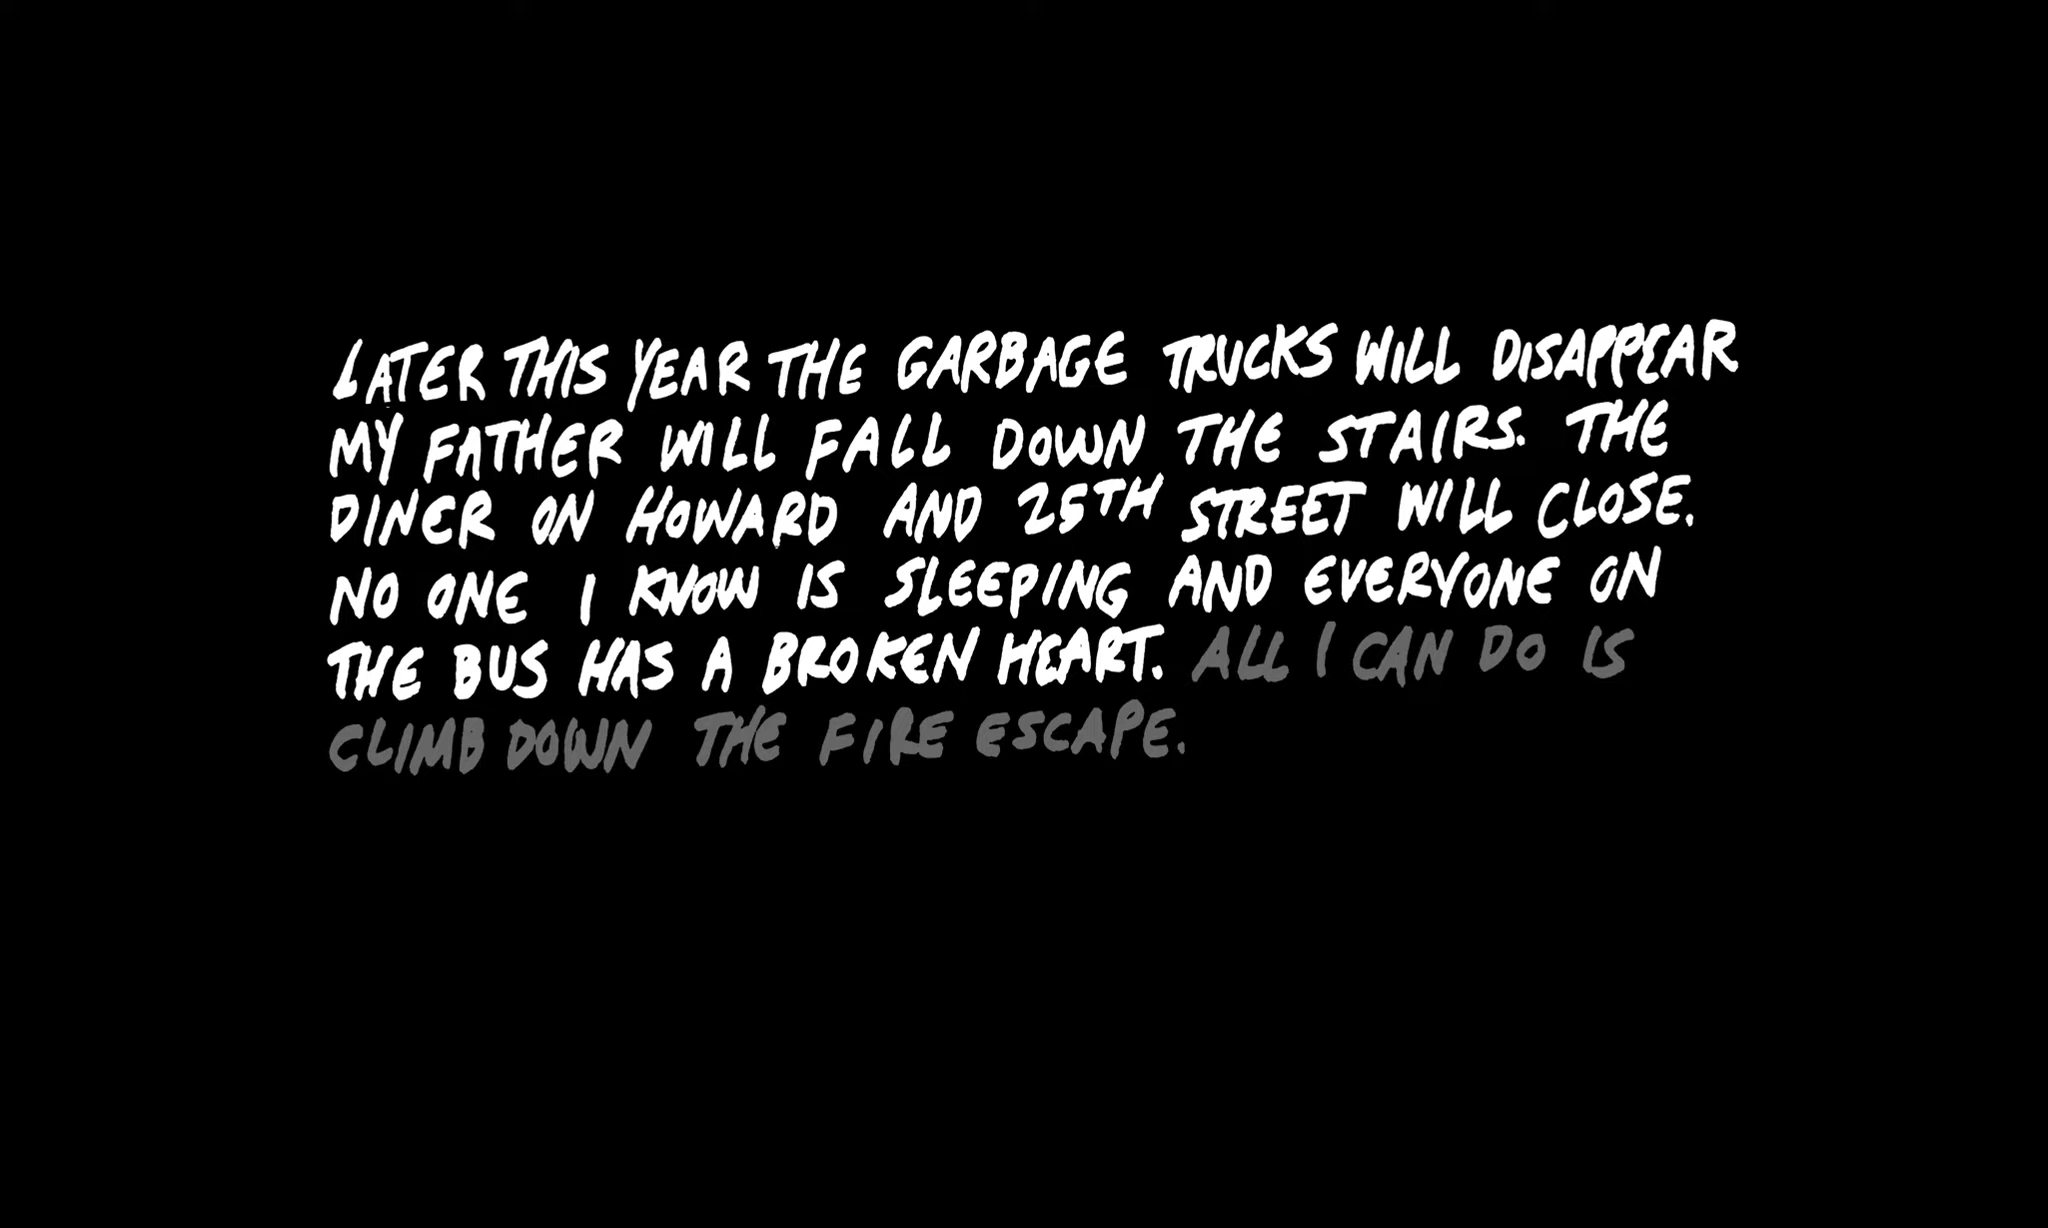 LATER THIS YEAR THE GARBAGE TRUCKS WILL DISAPPEAR
MY FATHER WILL FALL DOWN THE STAIRS. THE
DINER ON HOWARD AND 25TH STREET WILL CLOSE.
NO ONE I KNOW IS SLEEPING AND EVERYONE ON
THE BUS HAS A BROKEN HEART. ALL I CAN DO IS
CLIMB DOWN THE FIRE ESCAPE.